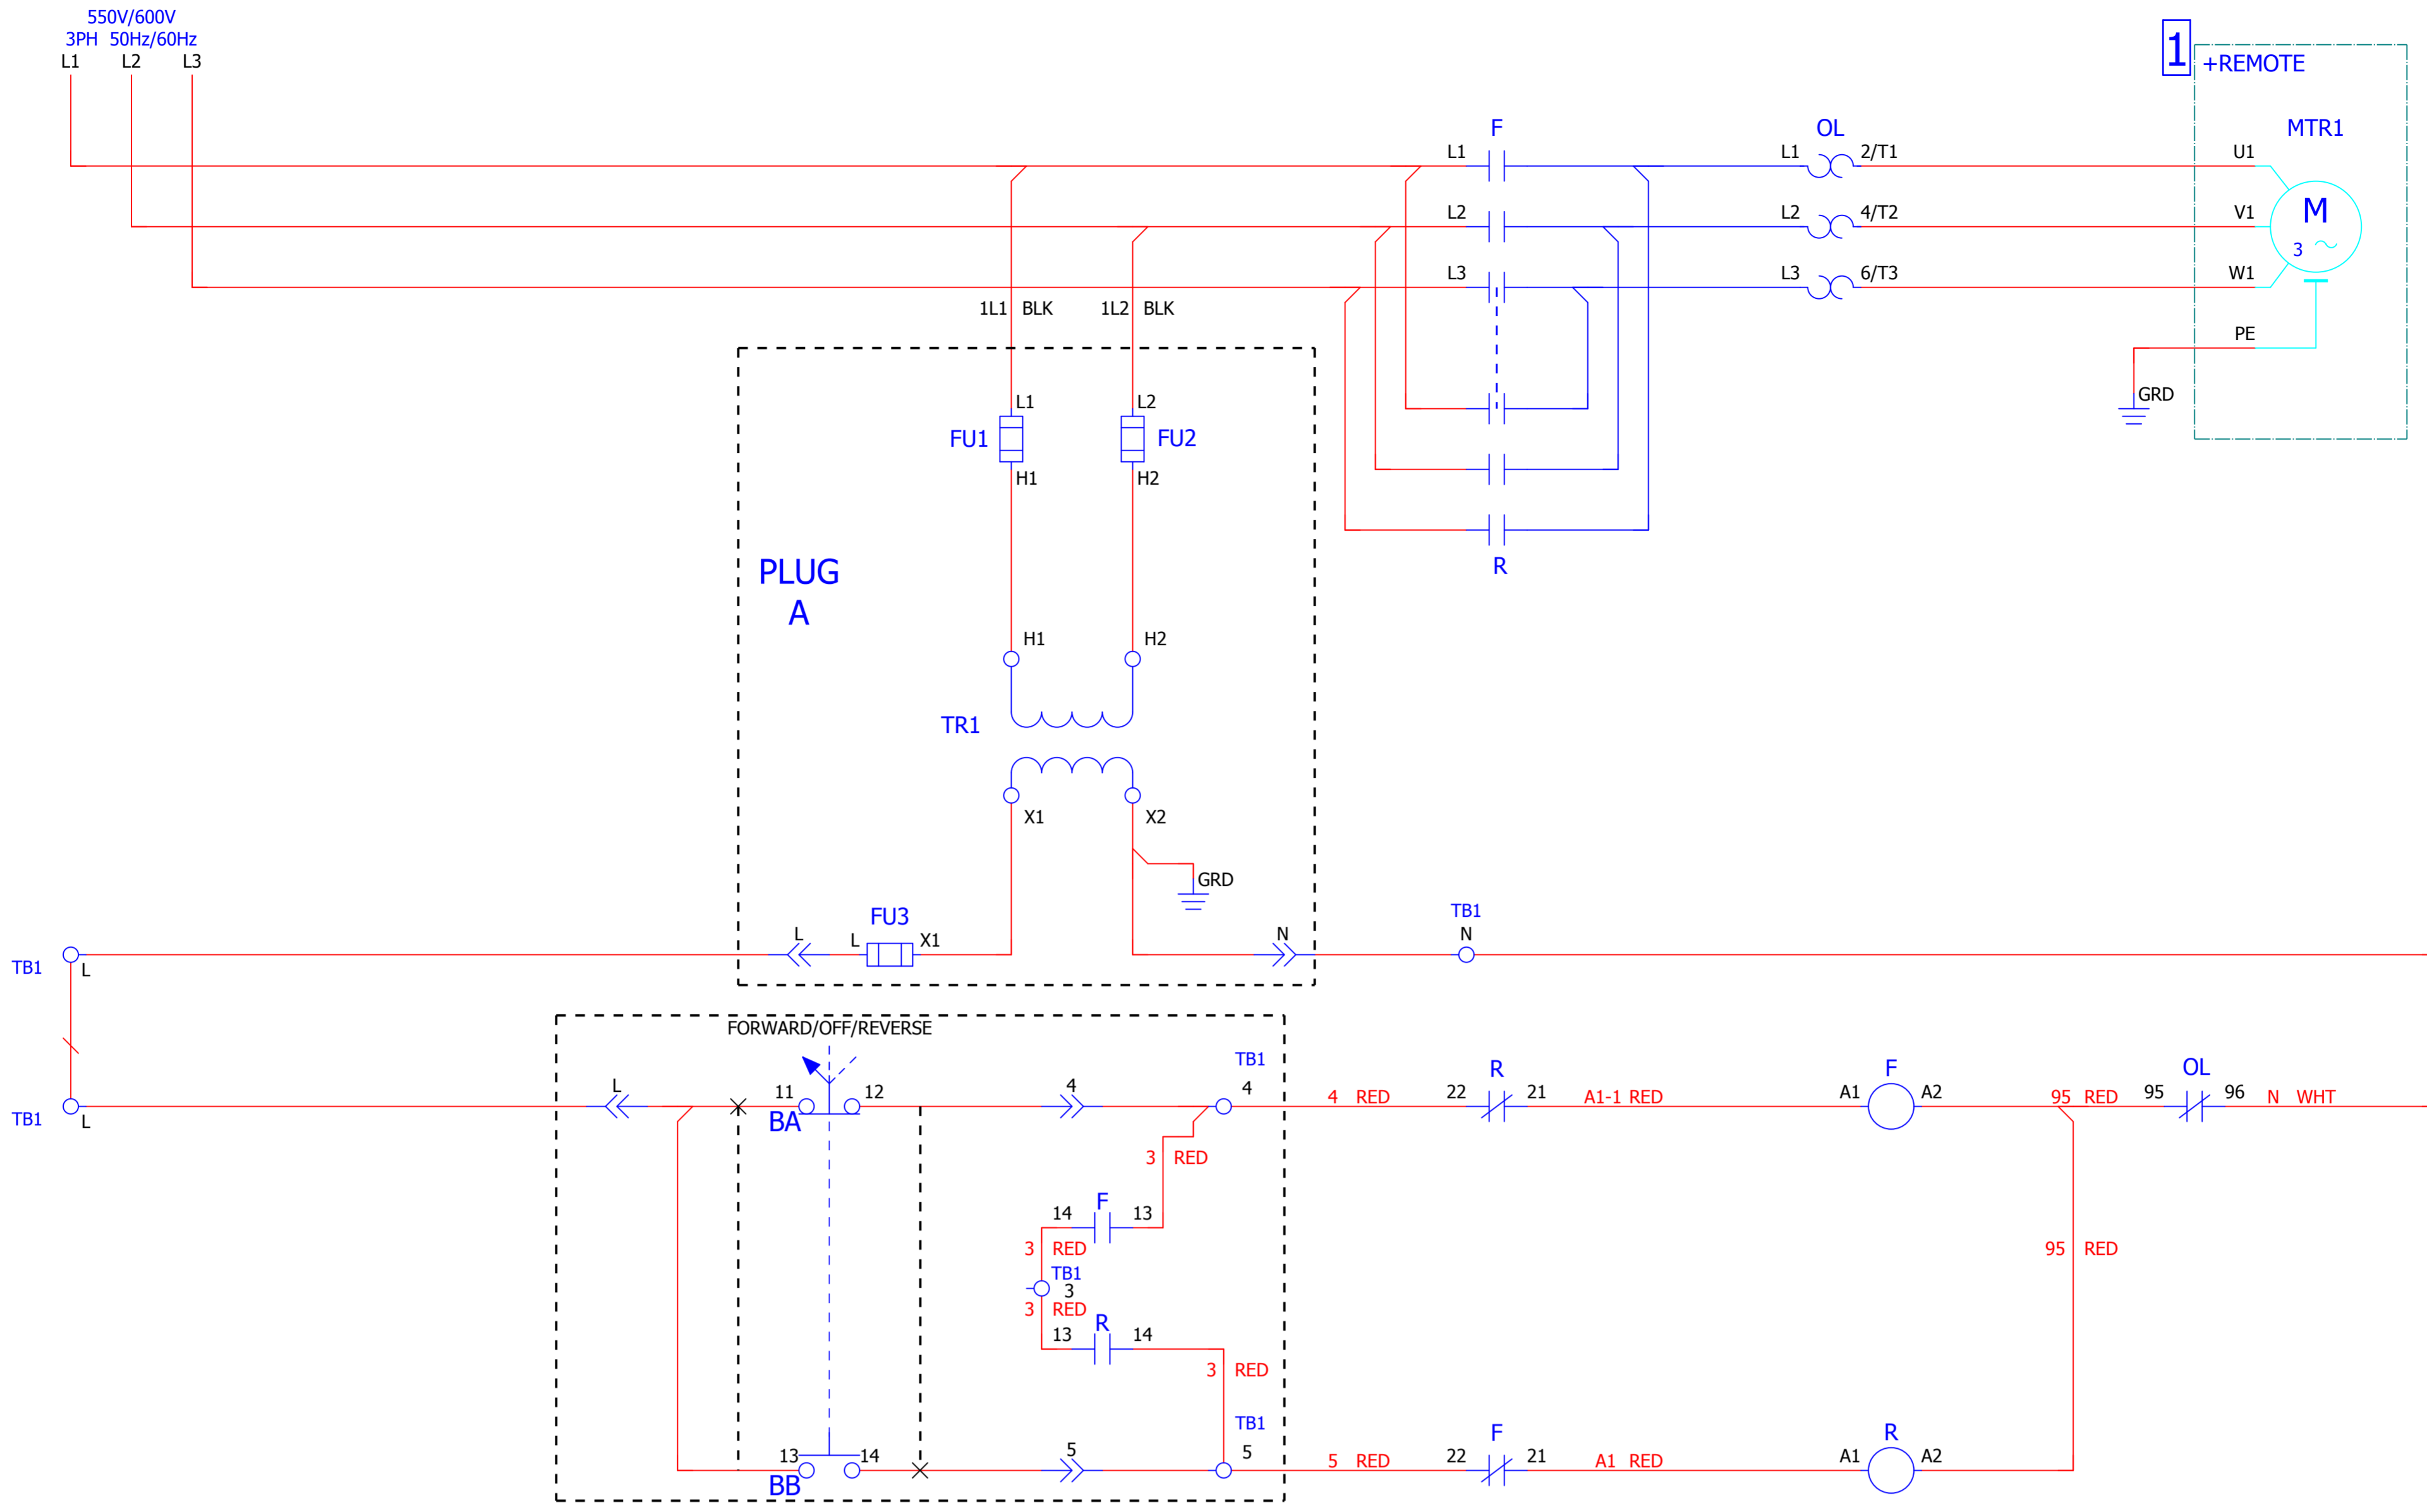 550V/600V
3PH 50Hz/60Hz
L1 L2 L3
1
+REMOTE
F
OL
MTR1
L1
L1
2/T1
U1
L2
L2
4/T2
V1
M
3
L3
L3
6/T3
W1
1L1 BLK
1L2 BLK
PE
GRD
L1
L2
FU1
FU2
H1
H2
R
PLUG
A
H1
H2
TR1
X1
X2
GRD
FU3
L
L
X1
N
TB1
N
TB1
L
FORWARD/OFF/REVERSE
TB1
L
L
11
12
BA
4
TB1
4
4 RED
22
R
21
A1-1 RED
F
A1
A2
95 RED
95
OL
96
N WHT
3 RED
F
14
13
3 RED
TB1
3
3 RED
R
13
14
3 RED
95 RED
13
14
BB
5
TB1
5
5 RED
F
22
21
A1 RED
R
A1
A2